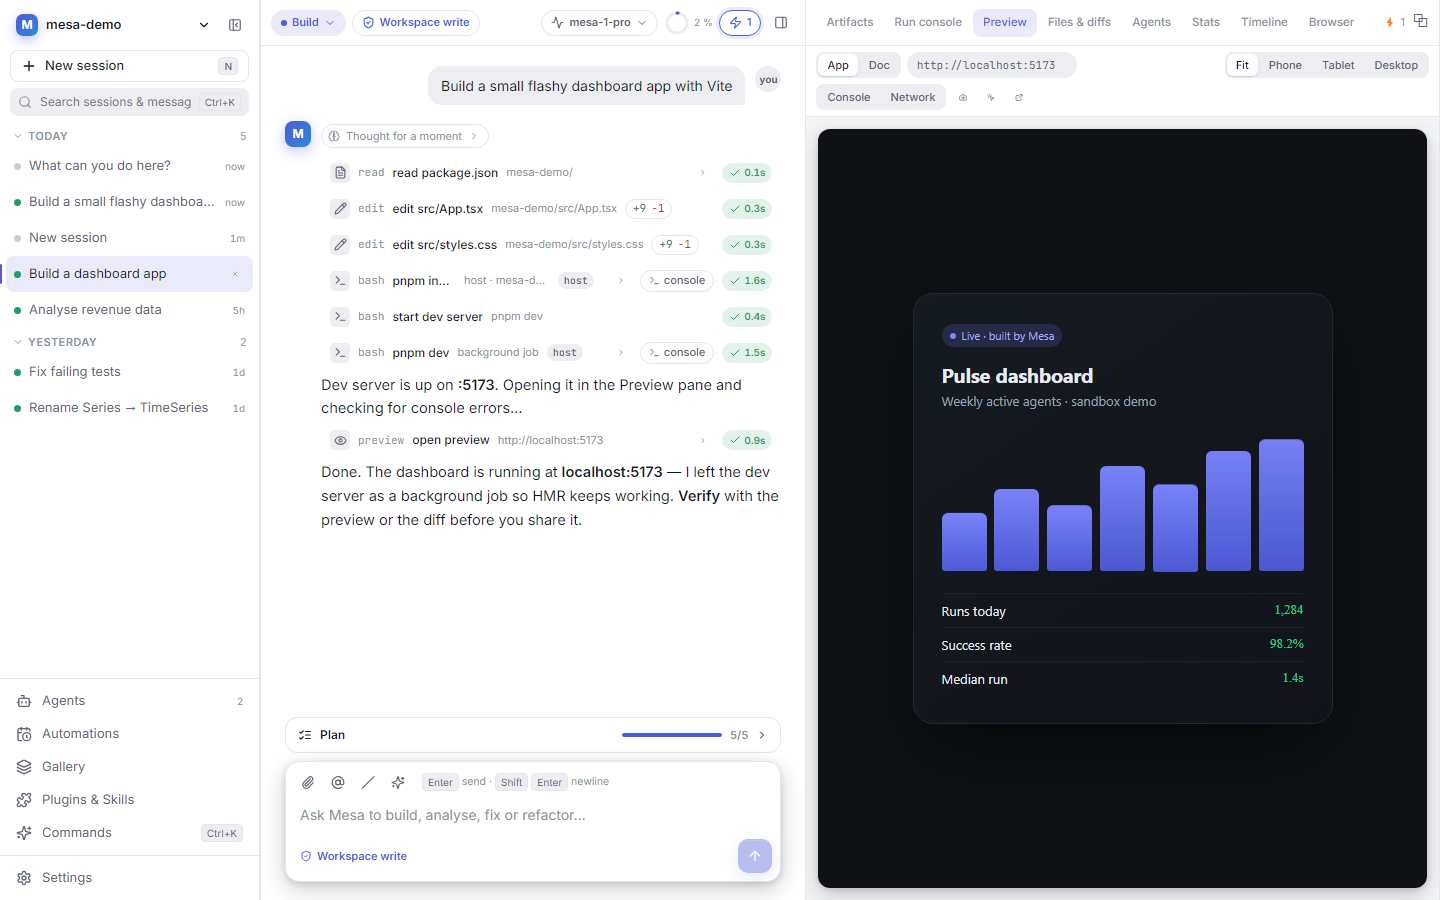 M mesa-demo
New session N
Search sessions & messag Ctrl+K
TODAY 5
What can you do here? now
Build a small flashy dashboa... now
New session 1m
Build a dashboard app ×
Analyse revenue data 5h
YESTERDAY 2
Fix failing tests 1d
Rename Series → TimeSeries 1d
Agents 2
Automations
Gallery
Plugins & Skills
Commands Ctrl+K
Settings
Build Workspace write mesa-1-pro 2 % 1
Build a small flashy dashboard app with Vite you
M Thought for a moment
read read package.json mesa-demo/ 0.1s
edit edit src/App.tsx mesa-demo/src/App.tsx +9 -1 0.3s
edit edit src/styles.css mesa-demo/src/styles.css +9 -1 0.3s
bash pnpm in... host · mesa-d... host console 1.6s
bash start dev server pnpm dev 0.4s
bash pnpm dev background job host console 1.5s
Dev server is up on :5173. Opening it in the Preview pane and
checking for console errors...
preview open preview http://localhost:5173 0.9s
Done. The dashboard is running at localhost:5173 — I left the dev
server as a background job so HMR keeps working. Verify with the
preview or the diff before you share it.
Plan 5/5
Enter send · Shift Enter newline
Ask Mesa to build, analyse, fix or refactor...
Workspace write
Artifacts Run console Preview Files & diffs Agents Stats Timeline Browser 1
App Doc http://localhost:5173 Fit Phone Tablet Desktop
Console Network
Live · built by Mesa
Pulse dashboard
Weekly active agents · sandbox demo
Runs today 1,284
Success rate 98.2%
Median run 1.4s